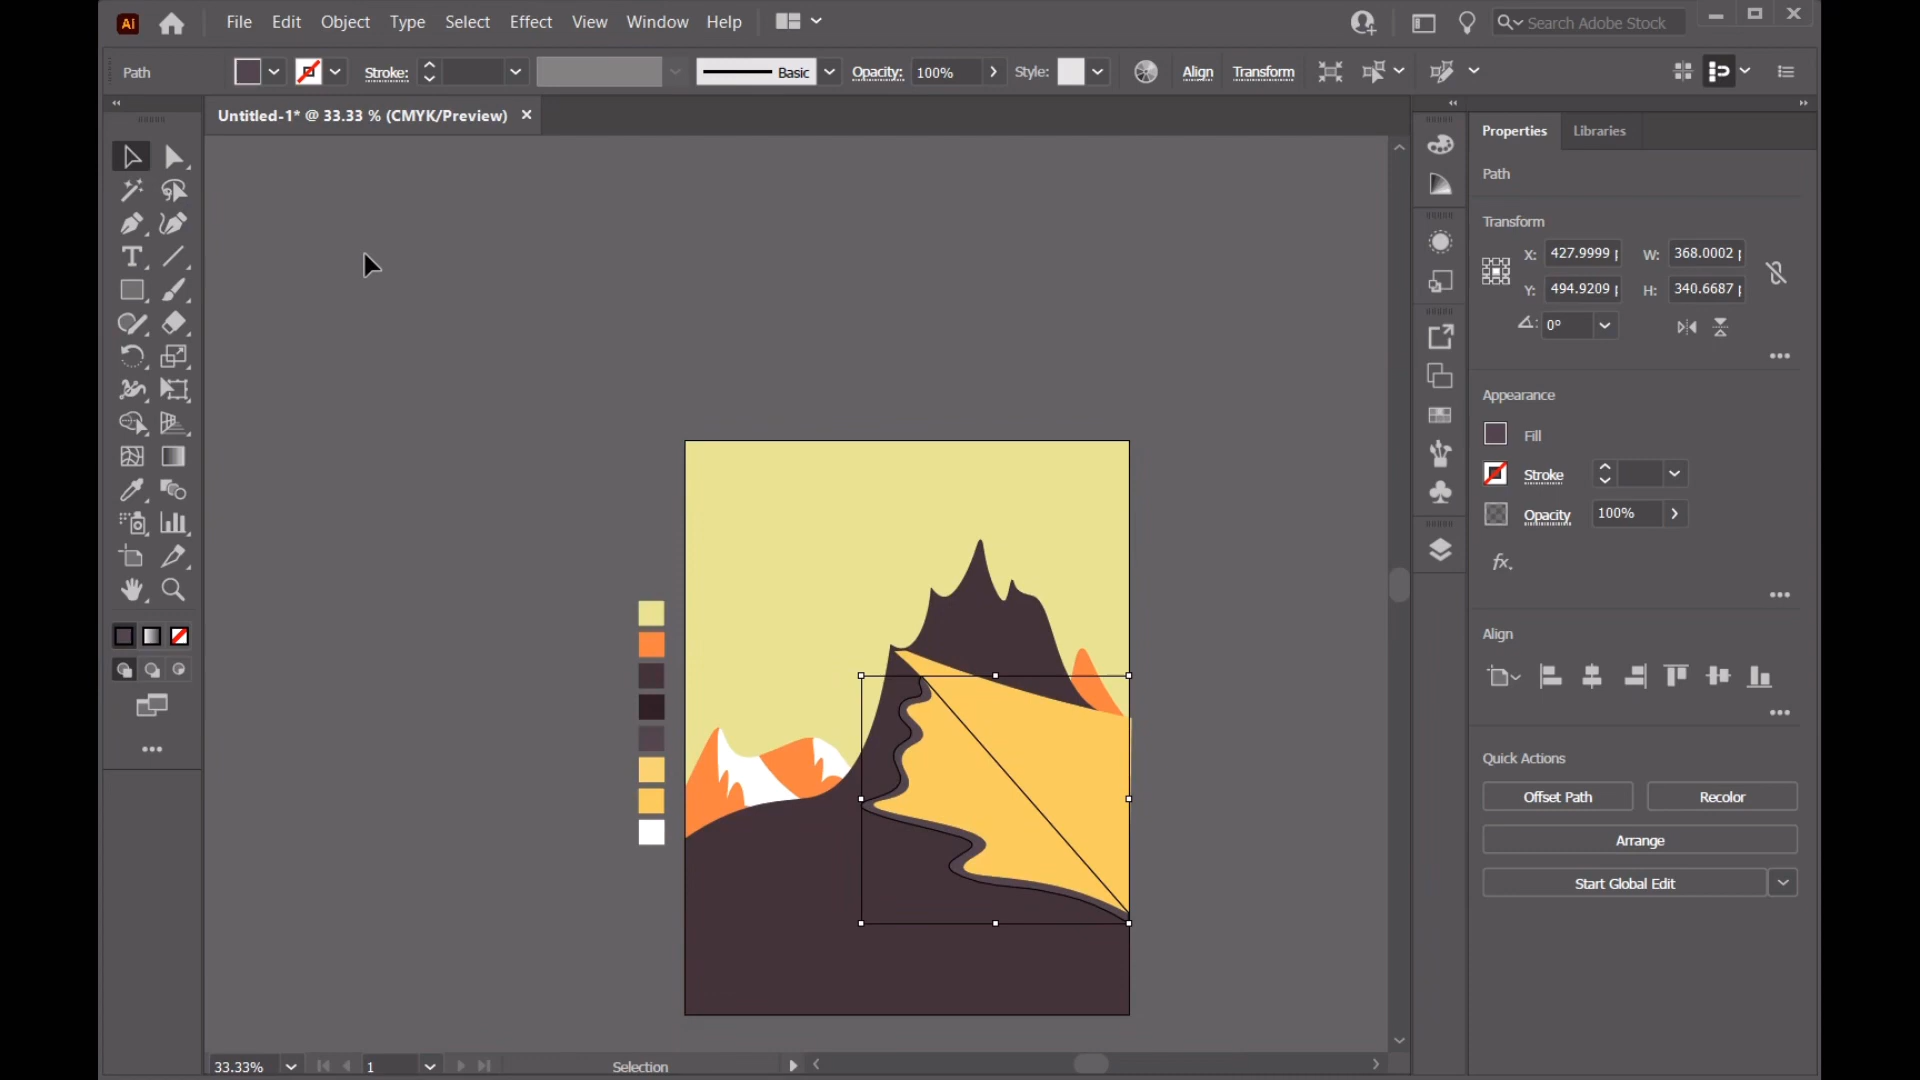 Ai
File Edit Object Type Select Effect View Window Help
Search Adobe Stock
Path
Stroke:
Basic
Opacity: 100%
Style:
Align
Transform
Untitled-1* @ 33.33 % (CMYK/Preview) ×
Properties
Libraries
Path
Transform
X: 427.9999 p W: 368.0002 p
Y: 494.9209 p H: 340.6687 p
0°
Appearance
Fill
Stroke
Opacity 100%
fx.
Align
Quick Actions
Offset Path
Recolor
Arrange
Start Global Edit
33.33%
1
Selection